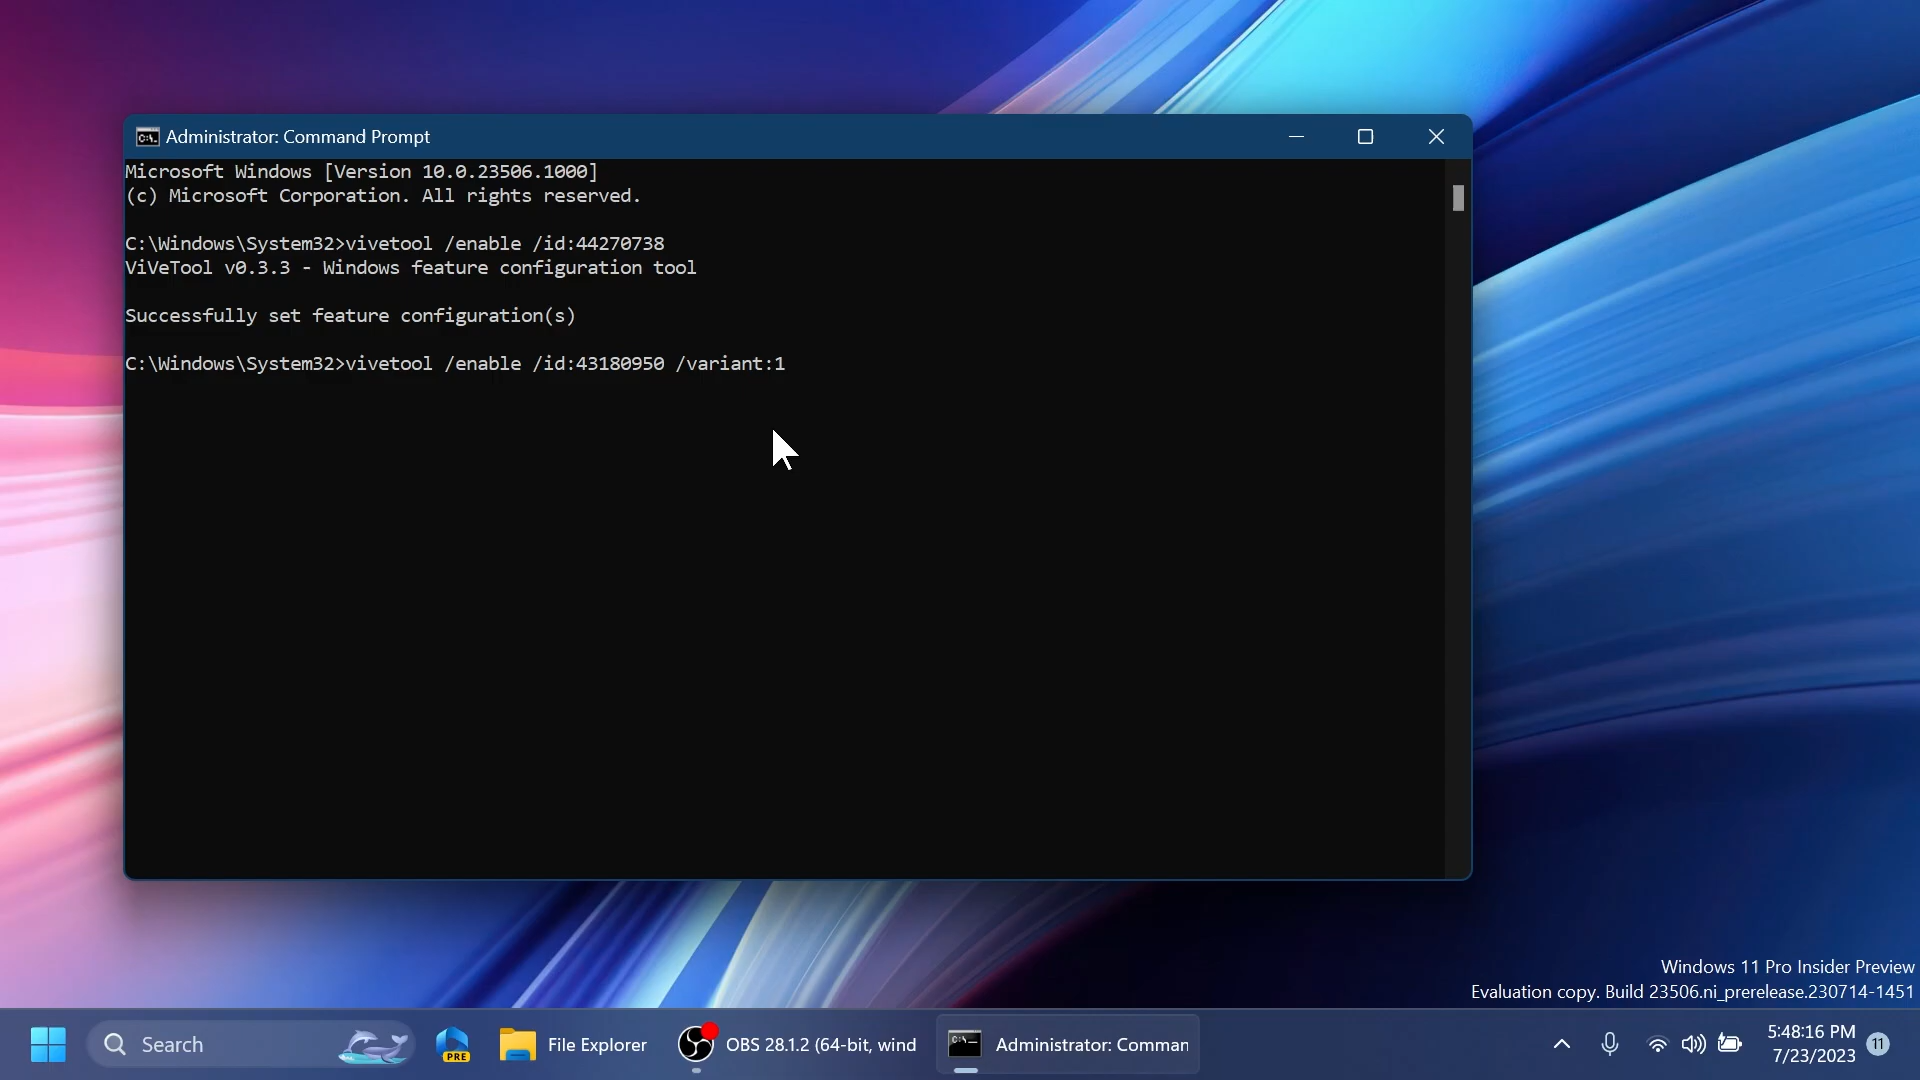 Administrator: Command Prompt
Microsoft Windows [Version 10.0.23506.1000]
(c) Microsoft Corporation. All rights reserved.
C:\Windows\System32>vivetool /enable /id:44270738
ViVeTool v0.3.3 - Windows feature configuration tool
Successfully set feature configuration(s)
C:\Windows\System32>vivetool /enable /id:43180950 /variant:1
Windows 11 Pro Insider Preview
Evaluation copy. Build 23506.ni_prerelease.230714-1451
Search
PRE
File Explorer
OBS 28.1.2 (64-bit, wind
Administrator: Comman
5:48:16 PM
7/23/2023
11